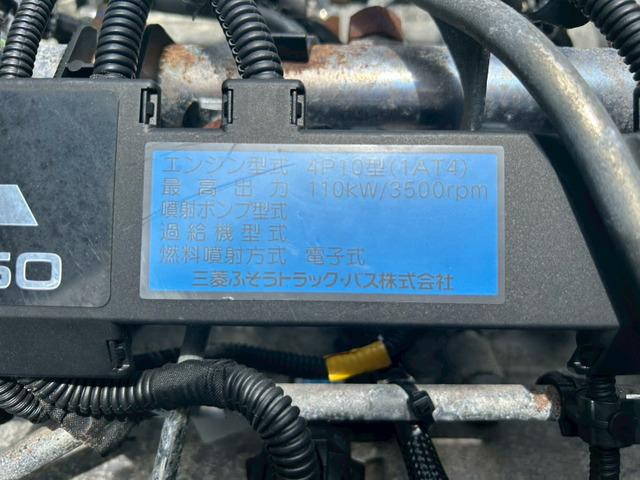 エンジン型式 4P10型(1AT4)
最高出力 110kW/3500rpm
噴射ポンプ型式
過給機型式
燃料噴射方式 電子式
三菱ふそうトラック・バス株式会社
50